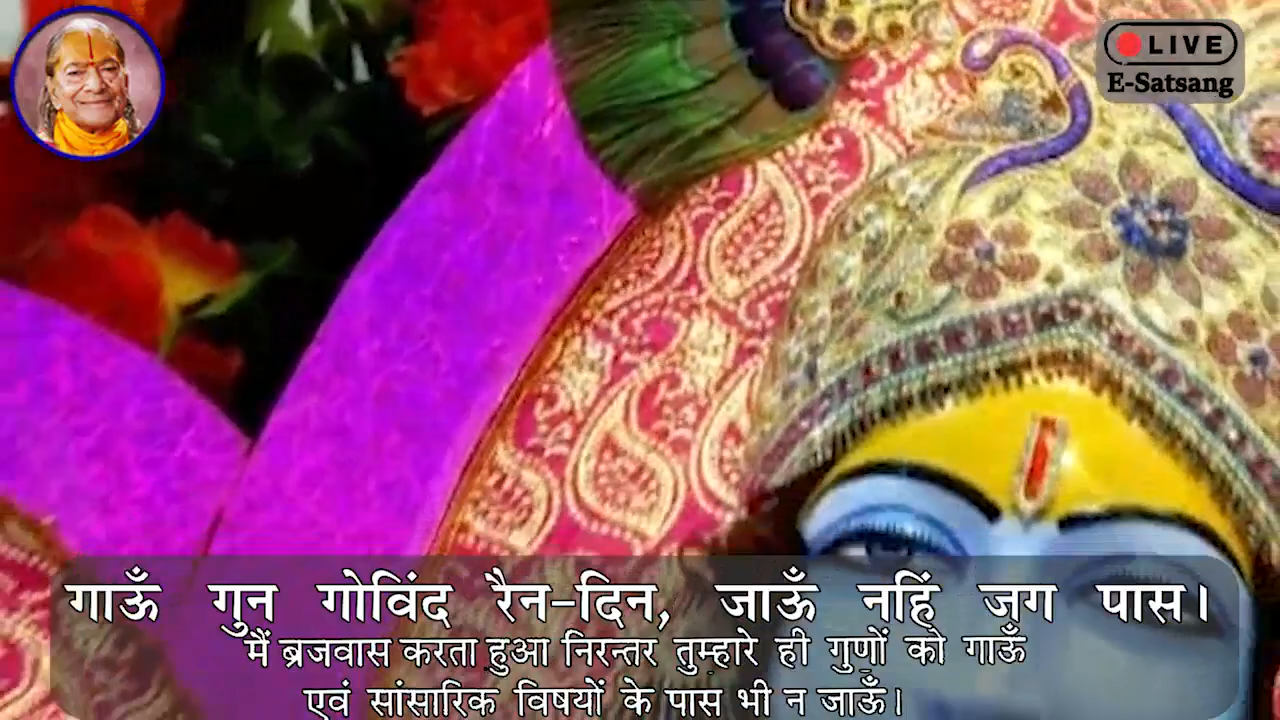 LIVE
E-Satsang
गाऊँ गुन गोविंद रैन-दिन, जाऊँ नहिं जग पास।
मैं ब्रजवास करता हुआ निरन्तर तुम्हारे ही गुणों को गाऊँ
एवं सांसारिक विषयों के पास भी न जाऊँ।